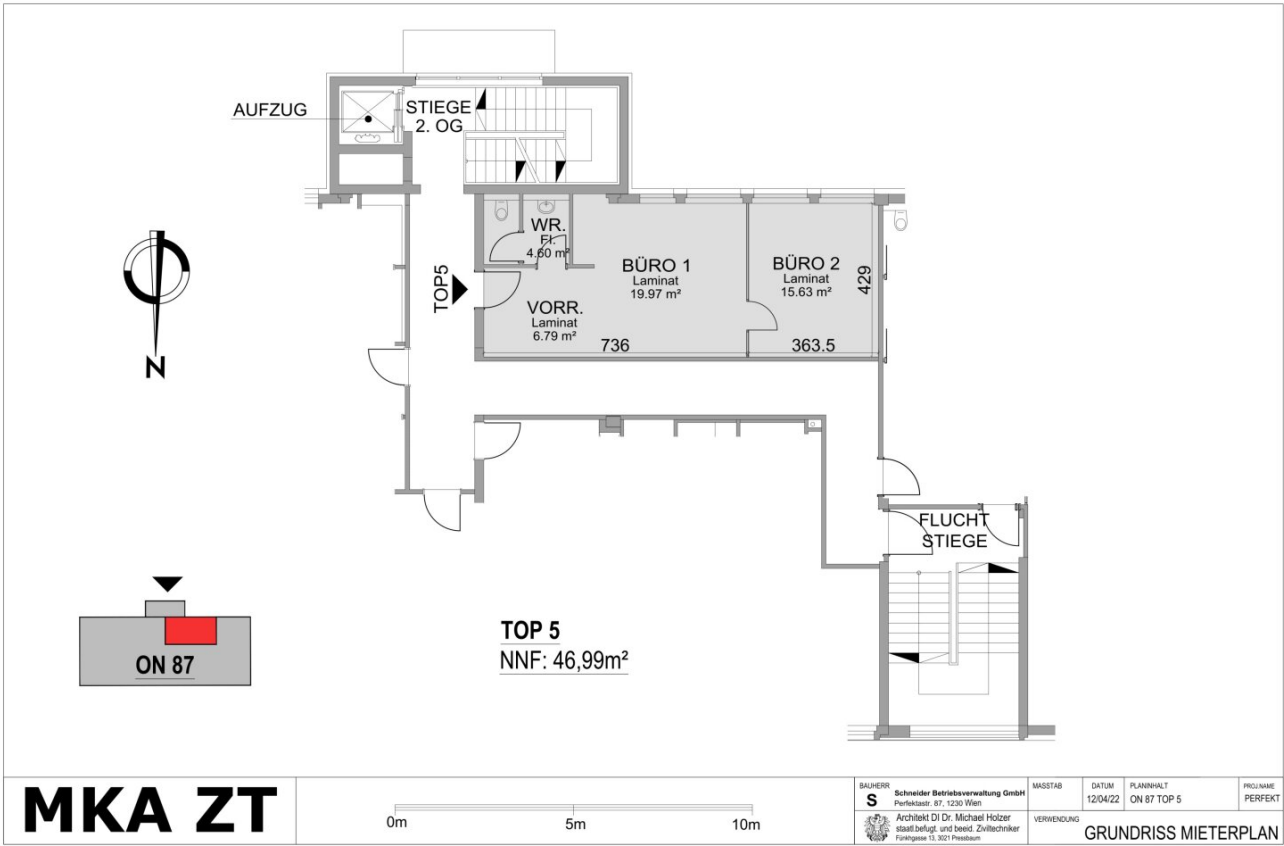 AUFZUG
STIEGE
2. OG
WR.
Fl.
4.60 m²
BÜRO 1
Laminat
19.97 m²
BÜRO 2
Laminat
15.63 m²
429
TOP5
VORR.
Laminat
6.79 m²
736
363.5
N
FLUCHT
STIEGE
ON 87
TOP 5
NNF: 46,99m²
MKA ZT
0m
5m
10m
BAUHERR
S
Schneider Betriebsverwaltung GmbH
Perfektastr. 87, 1230 Wien
Architekt DI Dr. Michael Holzer
staatl.befugt. und beeid. Ziviltechniker
Fünkhgasse 13, 3021 Pressbaum
MASSTAB
DATUM
12/04/22
PLANINHALT
ON 87 TOP 5
PROJ.NAME
PERFEKT
VERWENDUNG
GRUNDRISS MIETERPLAN